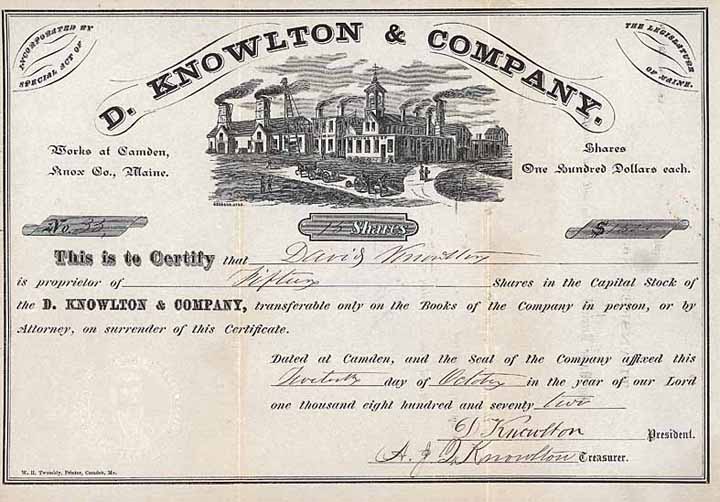 INCORPORATED BY
SPECIAL ACT OF
THE LEGISLATURE
OF MAINE.
D. KNOWLTON & COMPANY.
Works at Camden,
Knox Co., Maine.
Shares
One Hundred Dollars each.
No. 33
15 Shares
$
This is to Certify that David Knowlton
is proprietor of Fifteen Shares in the Capital Stock of
the D. KNOWLTON & COMPANY, transferable only on the Books of the Company in person, or by
Attorney, on surrender of this Certificate.
Dated at Camden, and the Seal of the Company affixed this
day of October in the year of our Lord
one thousand eight hundred and seventy two
D Knowlton President.
Knowlton Treasurer.
W. H. Twombly, Printer, Camden, Me.